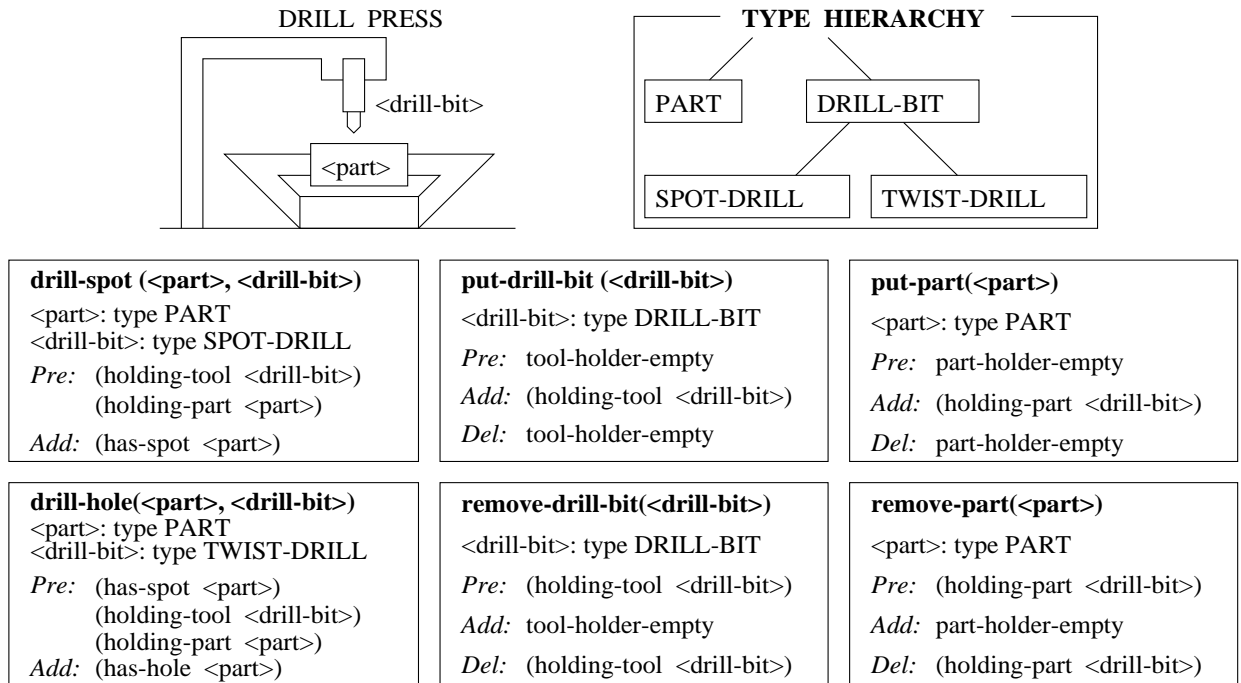 DRILL PRESS
<drill-bit>
<part>
TYPE HIERARCHY
PART
DRILL-BIT
SPOT-DRILL
TWIST-DRILL
drill-spot (<part>, <drill-bit>)
<part>: type PART
<drill-bit>: type SPOT-DRILL
Pre: (holding-tool <drill-bit>)
(holding-part <part>)
Add: (has-spot <part>)
put-drill-bit (<drill-bit>)
<drill-bit>: type DRILL-BIT
Pre: tool-holder-empty
Add: (holding-tool <drill-bit>)
Del: tool-holder-empty
put-part(<part>)
<part>: type PART
Pre: part-holder-empty
Add: (holding-part <drill-bit>)
Del: part-holder-empty
drill-hole(<part>, <drill-bit>)
<part>: type PART
<drill-bit>: type TWIST-DRILL
Pre: (has-spot <part>)
(holding-tool <drill-bit>)
(holding-part <part>)
Add: (has-hole <part>)
remove-drill-bit(<drill-bit>)
<drill-bit>: type DRILL-BIT
Pre: (holding-tool <drill-bit>)
Add: tool-holder-empty
Del: (holding-tool <drill-bit>)
remove-part(<part>)
<part>: type PART
Pre: (holding-part <drill-bit>)
Add: part-holder-empty
Del: (holding-part <drill-bit>)